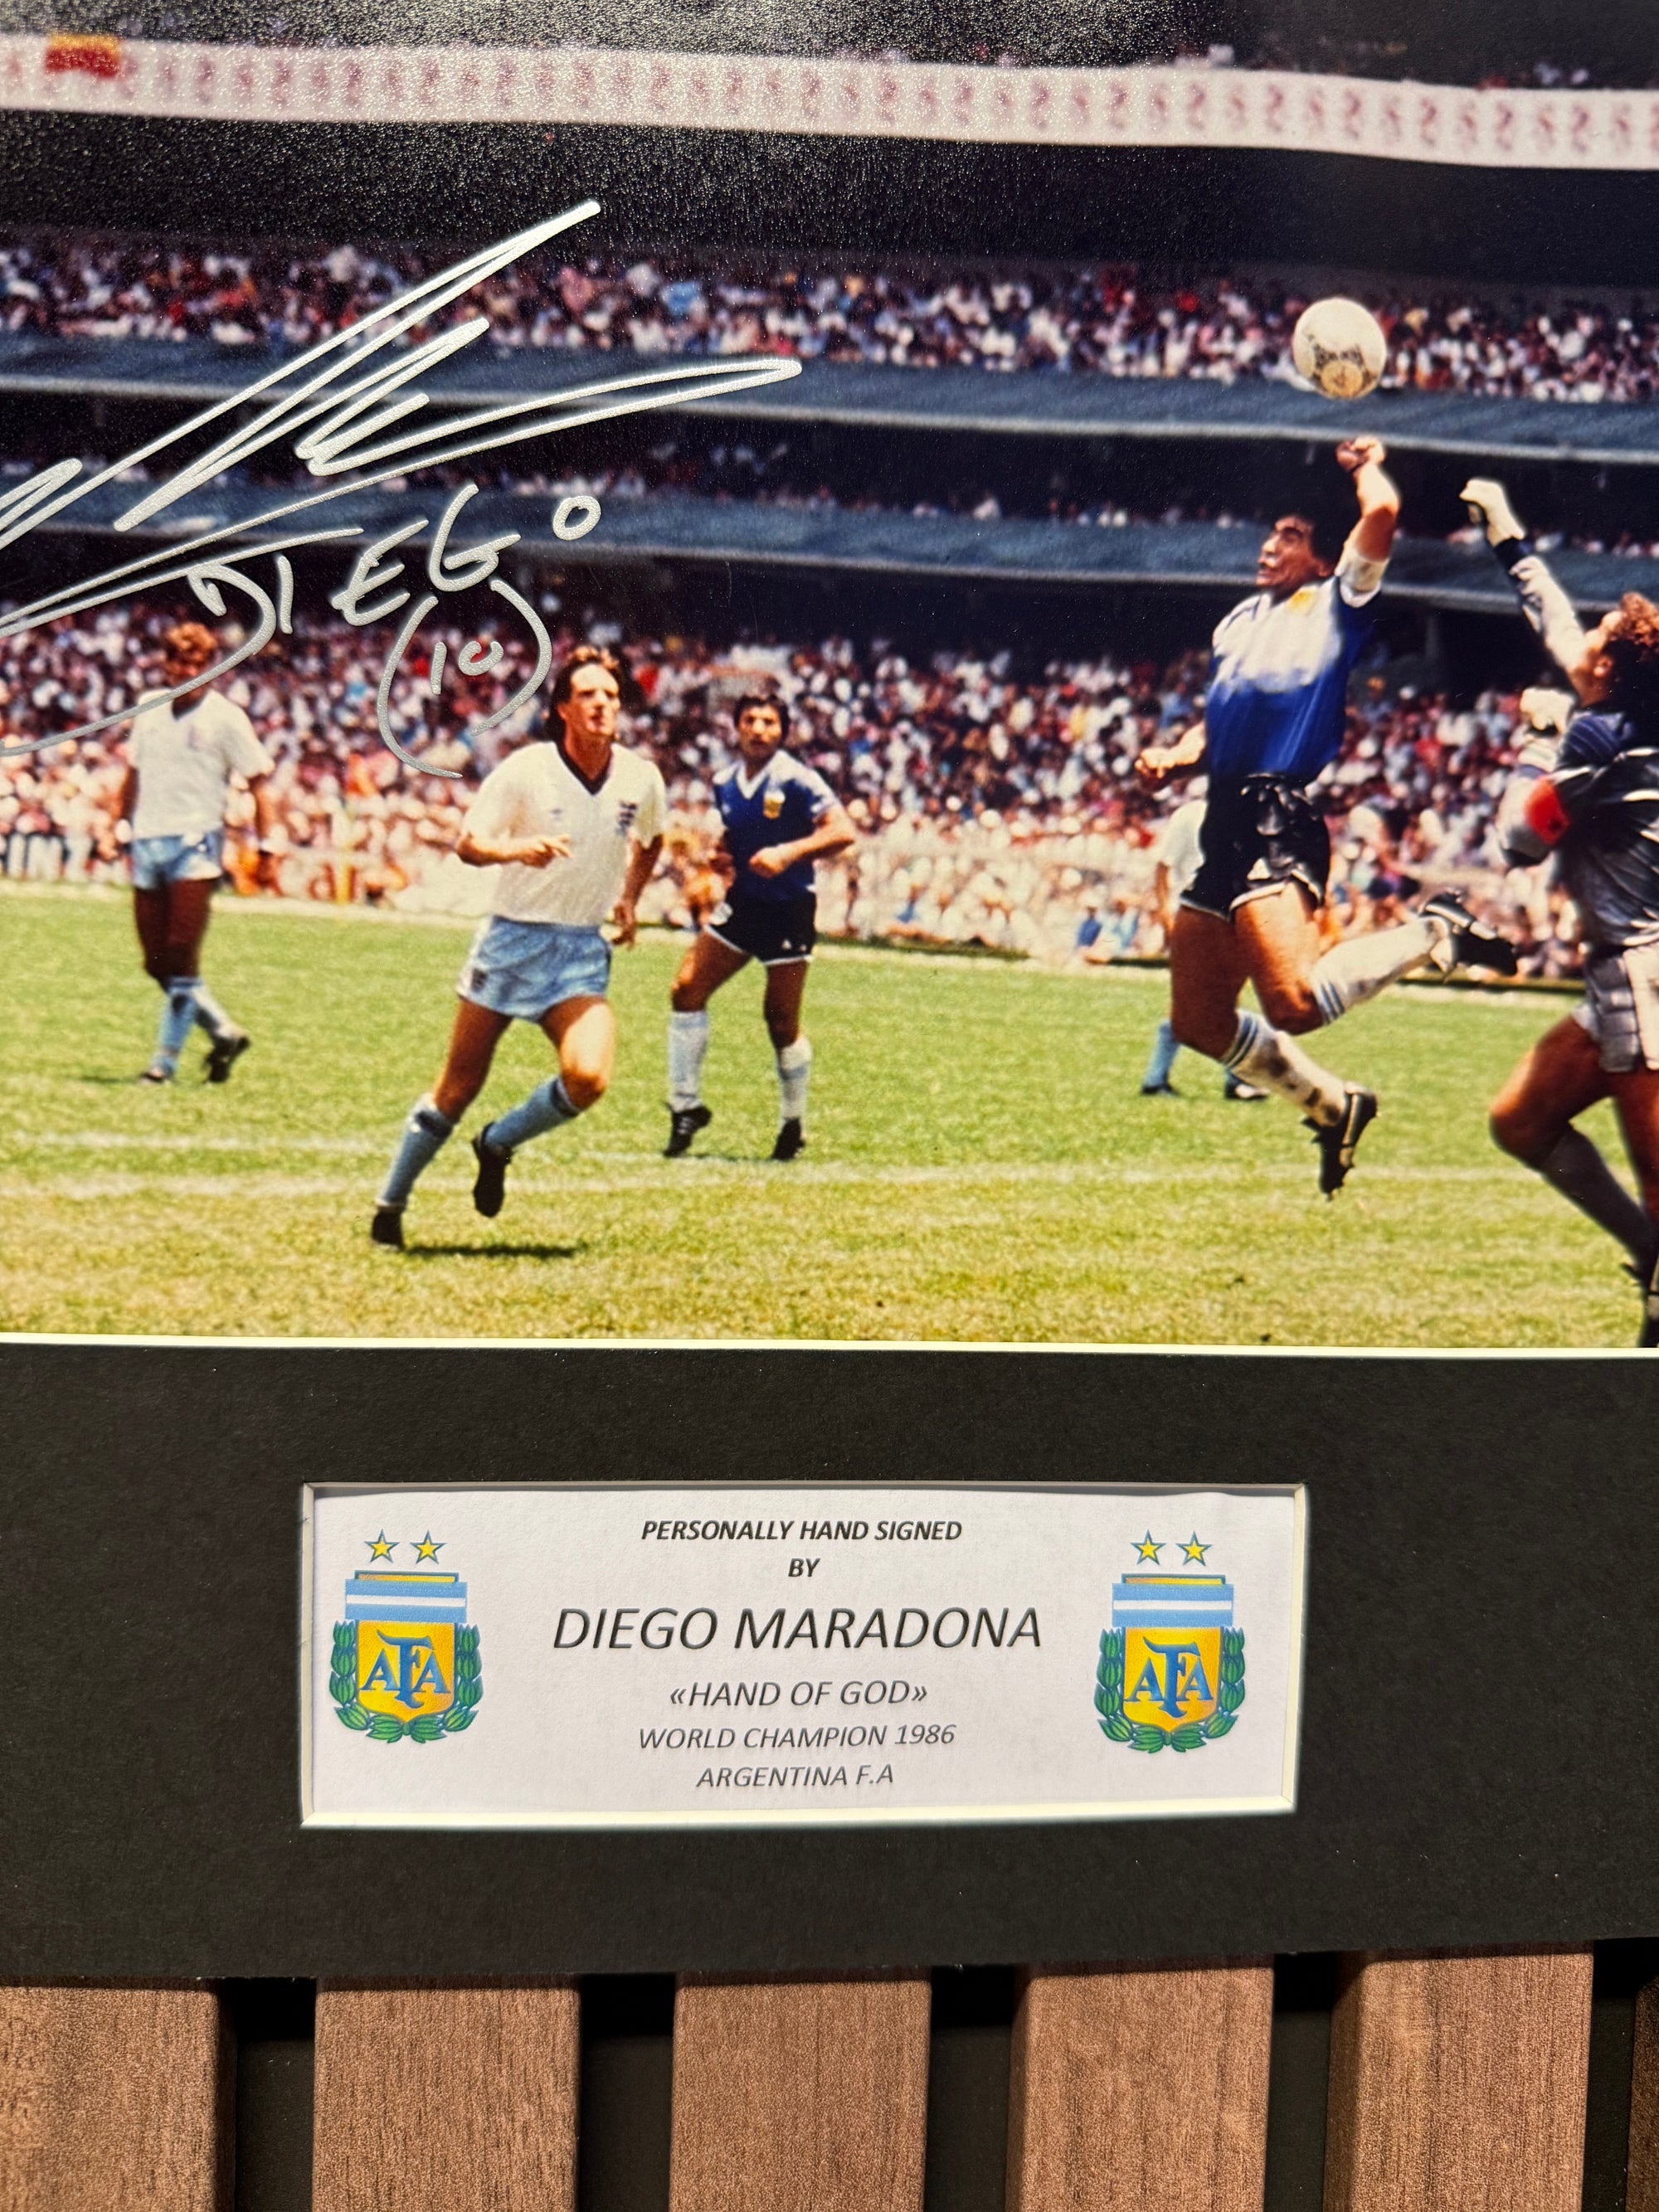 DIEGO
10
PERSONALLY HAND SIGNED
BY
DIEGO MARADONA
«HAND OF GOD»
WORLD CHAMPION 1986
ARGENTINA F.A
AFA
AFA